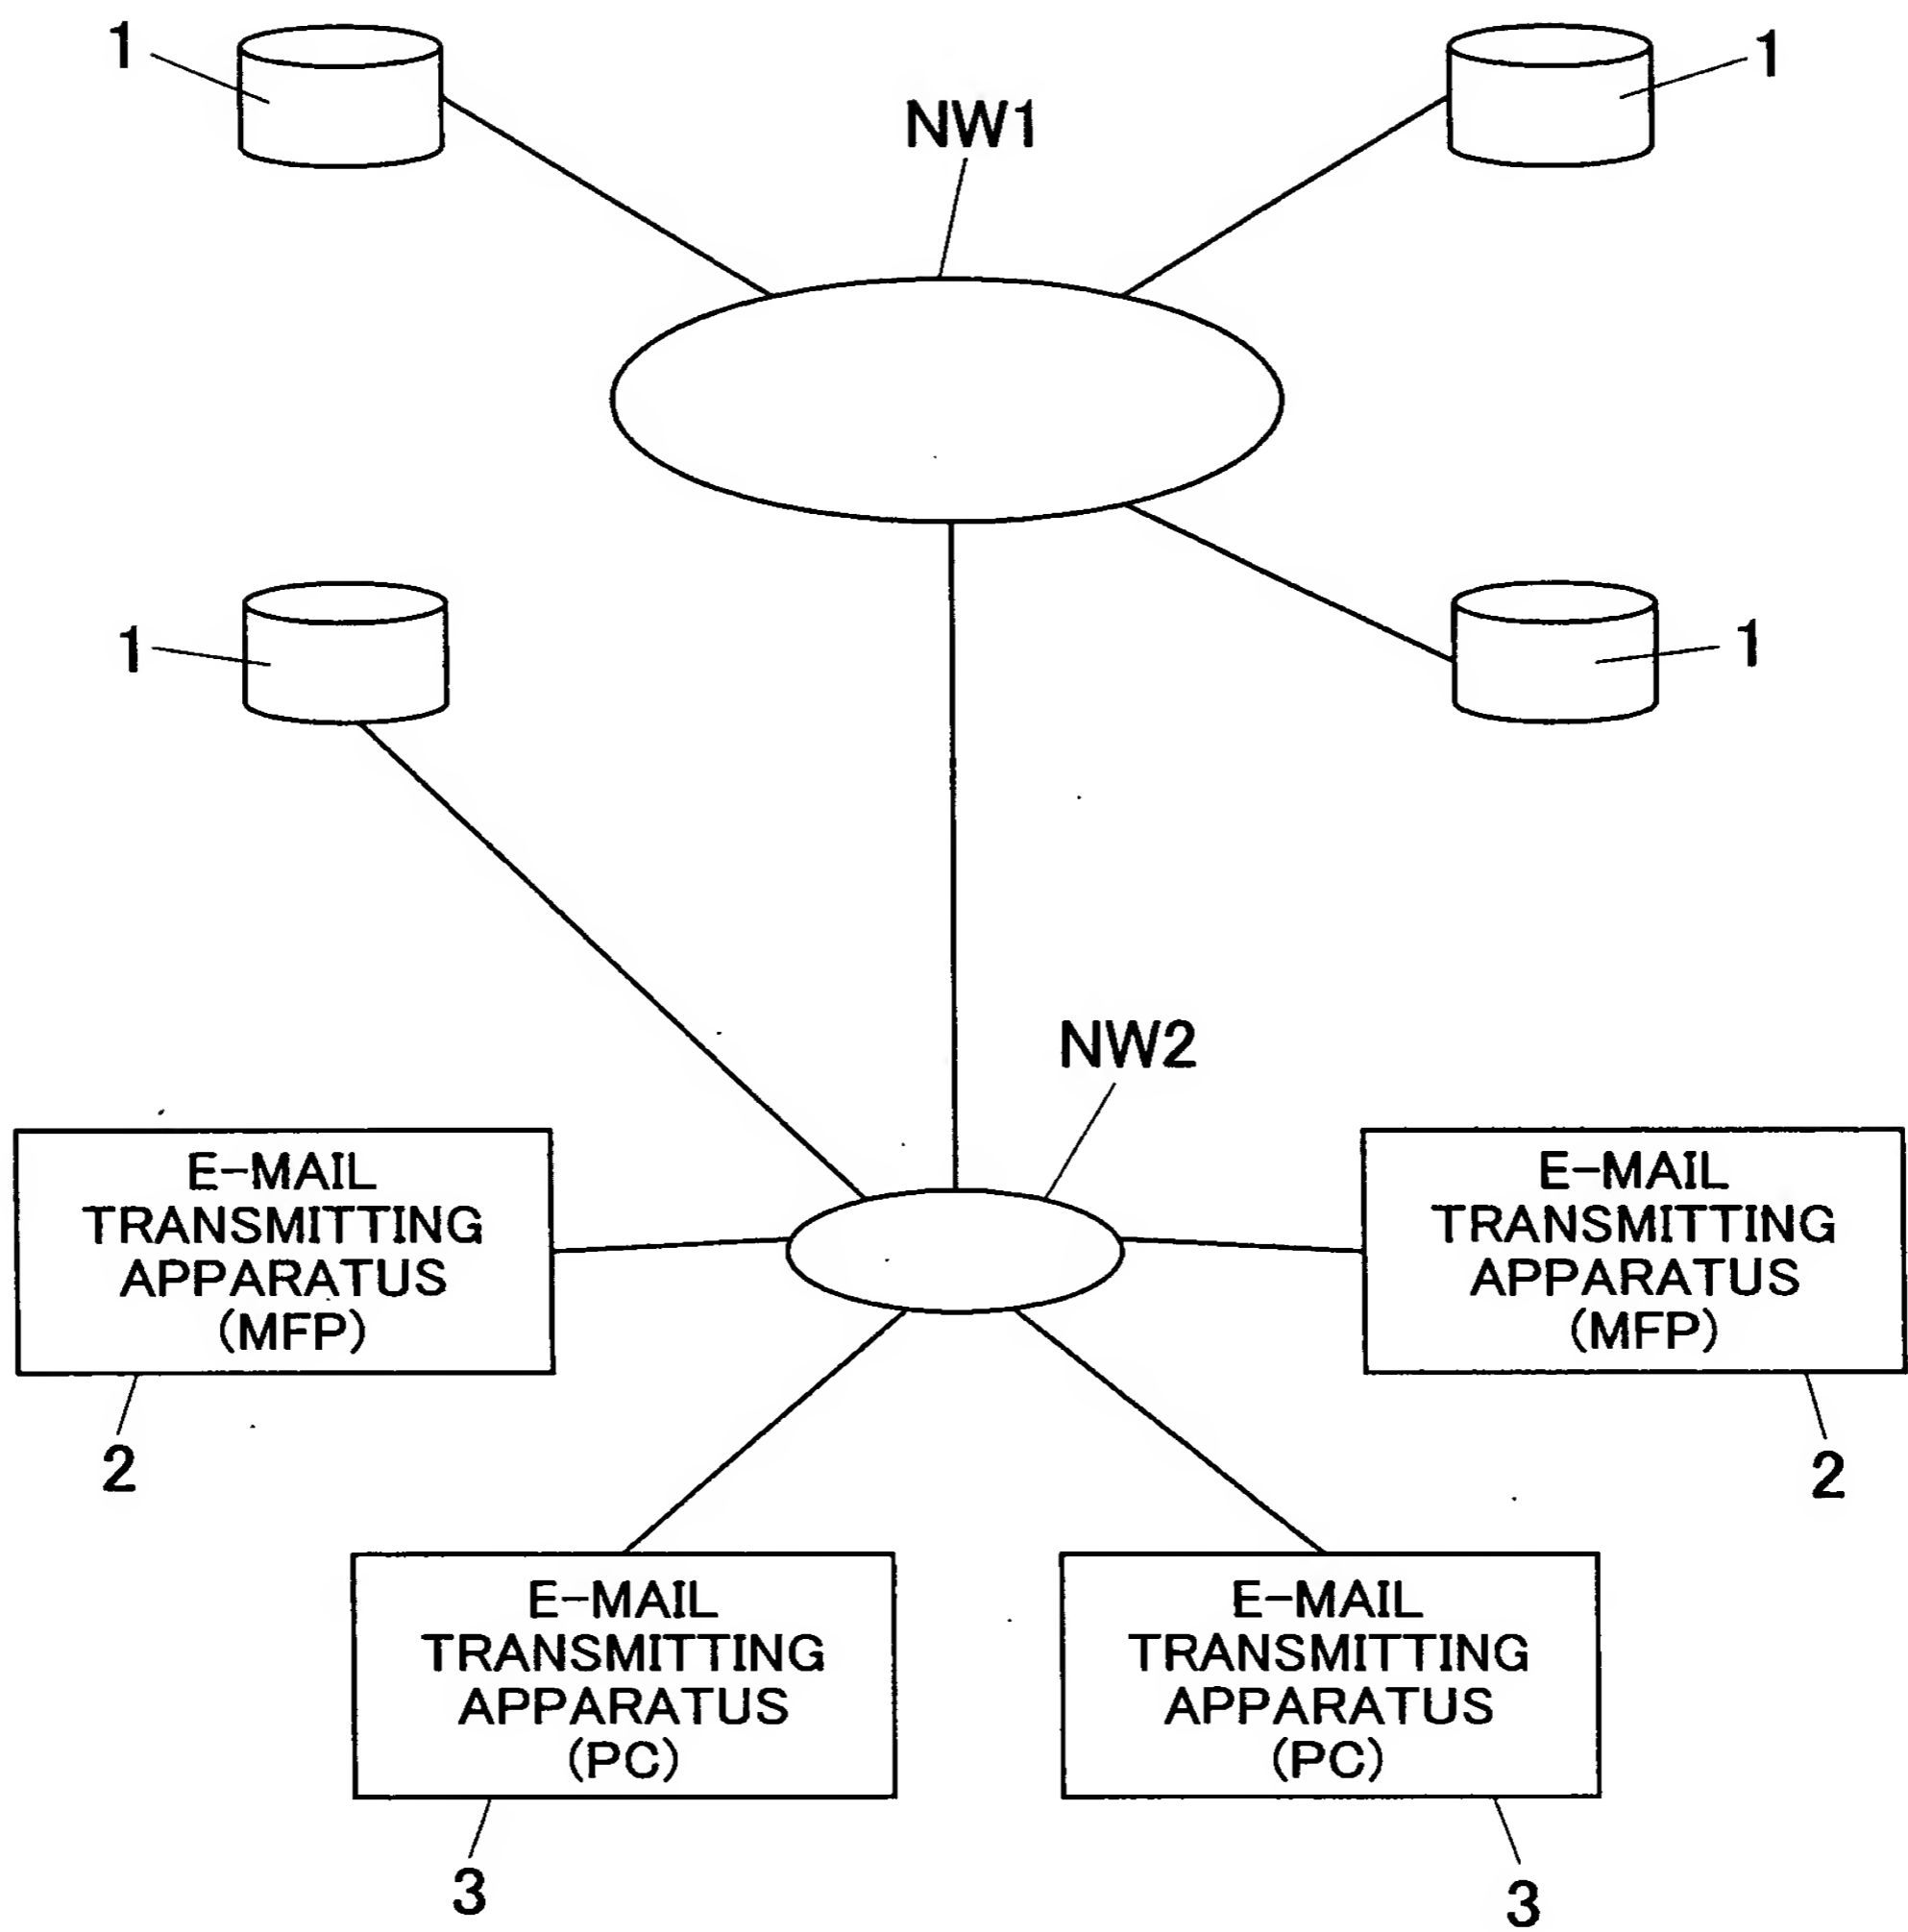 1
1
NW1
1
1
NW2
E-MAIL
TRANSMITTING
APPARATUS
(MFP)
E-MAIL
TRANSMITTING
APPARATUS
(MFP)
2
2
E-MAIL
TRANSMITTING
APPARATUS
(PC)
E-MAIL
TRANSMITTING
APPARATUS
(PC)
3
3